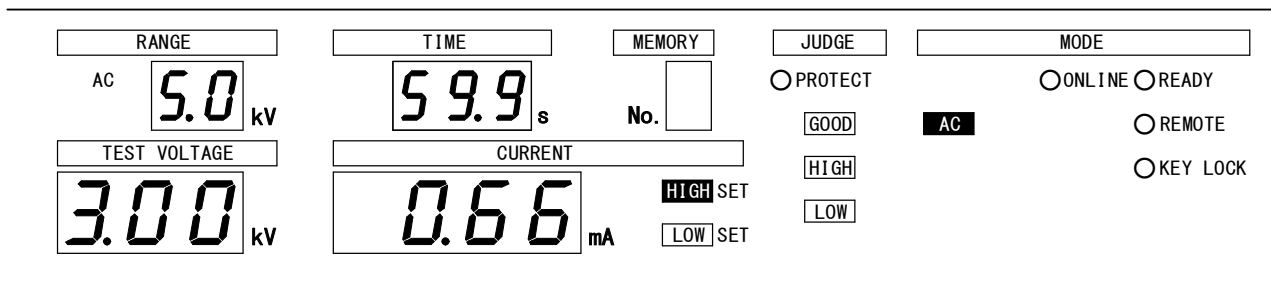 RANGE TIME MEMORY JUDGE MODE
AC 5.0 kV 59.9 s No. PROTECT ONLINE READY
GOOD AC REMOTE
TEST VOLTAGE CURRENT
HIGH KEY LOCK
3.00 kV 0.66 mA HIGH SET
LOW
LOW SET